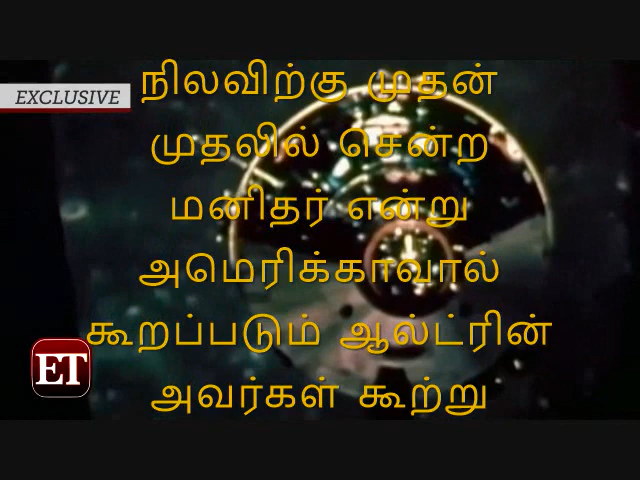 EXCLUSIVE
நிலவிற்கு முதன்
முதலில் சென்ற
மனிதர் என்று
அமெரிக்காவால்
கூறப்படும் ஆல்ட்ரின்
அவர்கள் கூற்று
ET